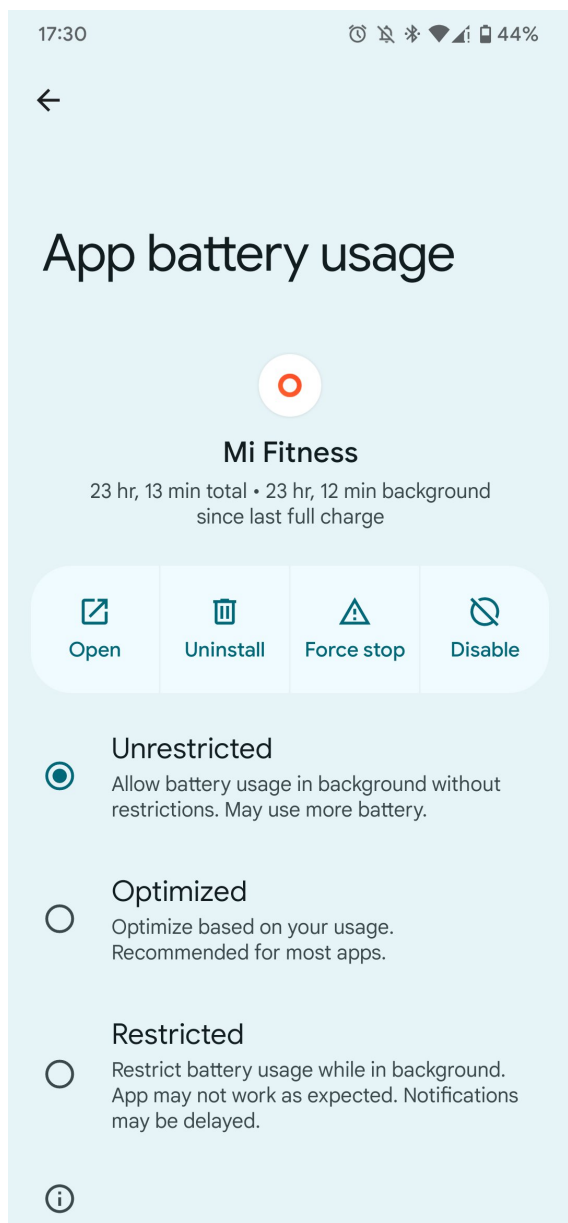 17:30
44%
App battery usage
Mi Fitness
23 hr, 13 min total • 23 hr, 12 min background
since last full charge
Open
Uninstall
Force stop
Disable
Unrestricted
Allow battery usage in background without
restrictions. May use more battery.
Optimized
Optimize based on your usage.
Recommended for most apps.
Restricted
Restrict battery usage while in background.
App may not work as expected. Notifications
may be delayed.